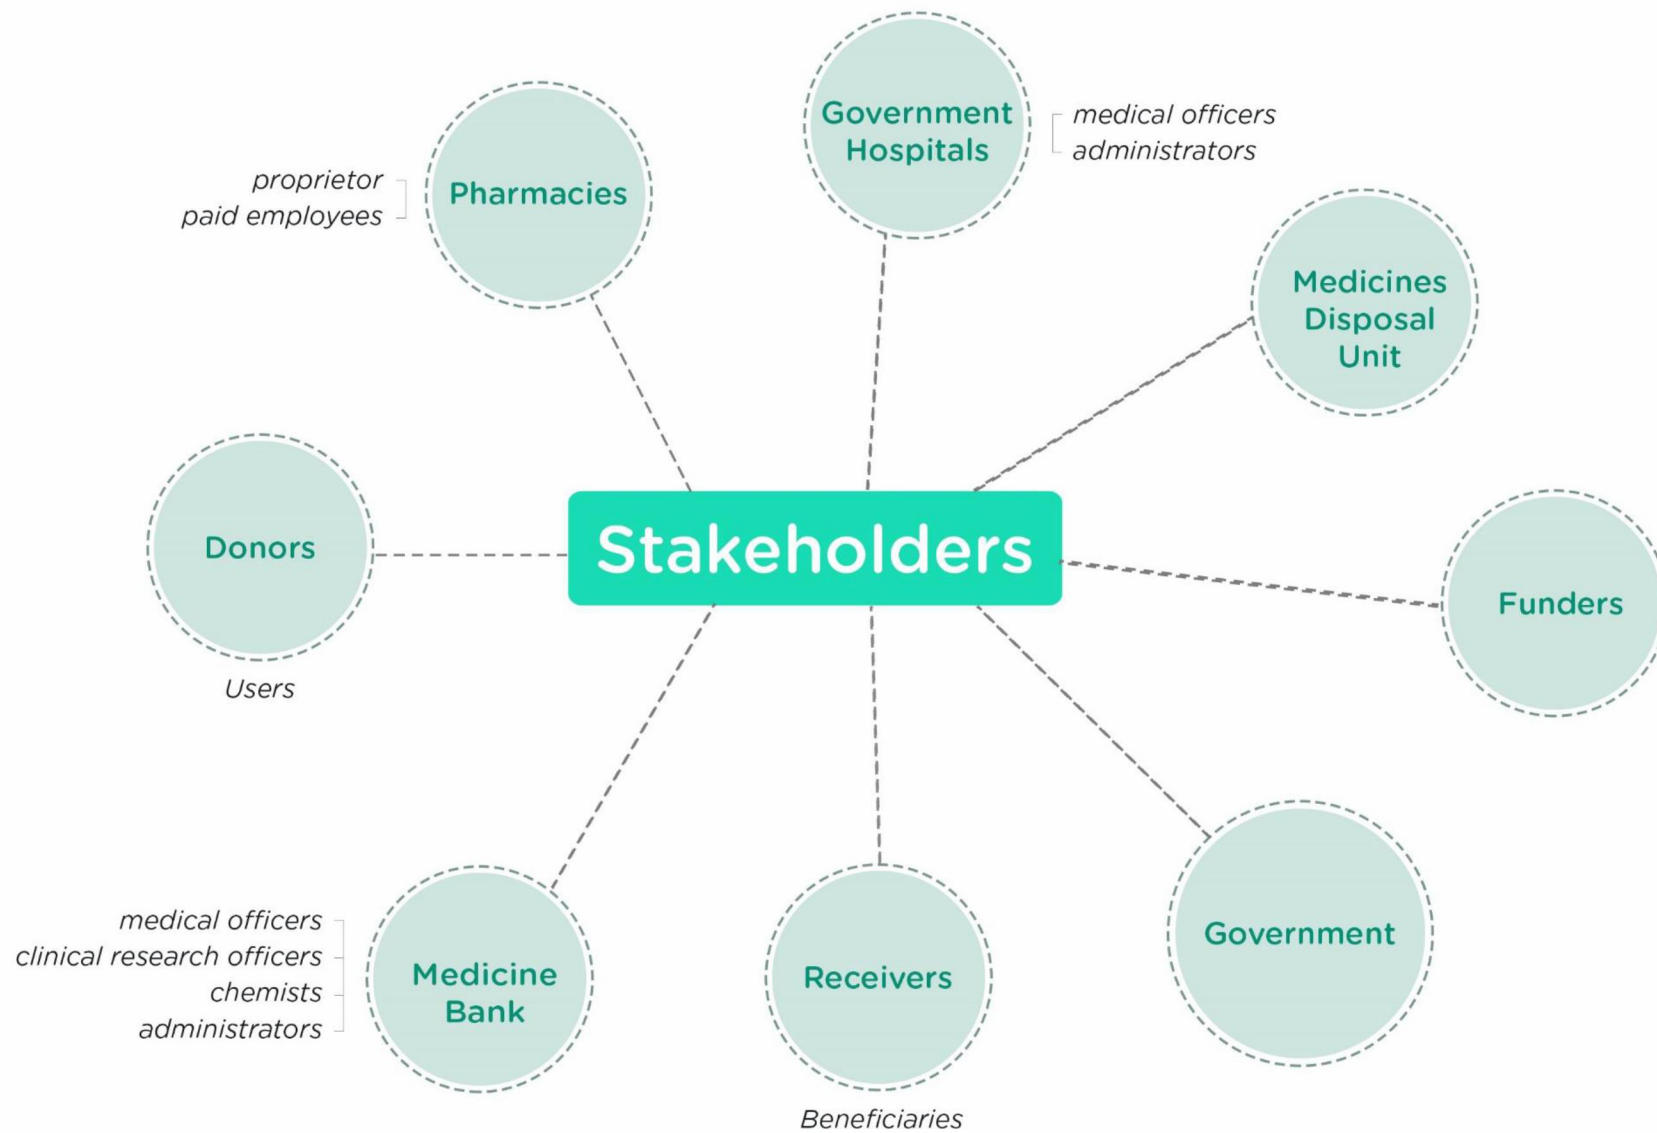 Government
Hospitals
medical officers
administrators
proprietor
paid employees
Pharmacies
Medicines
Disposal
Unit
Donors
Users
Stakeholders
Funders
medical officers
clinical research officers
chemists
administrators
Medicine
Bank
Receivers
Beneficiaries
Government